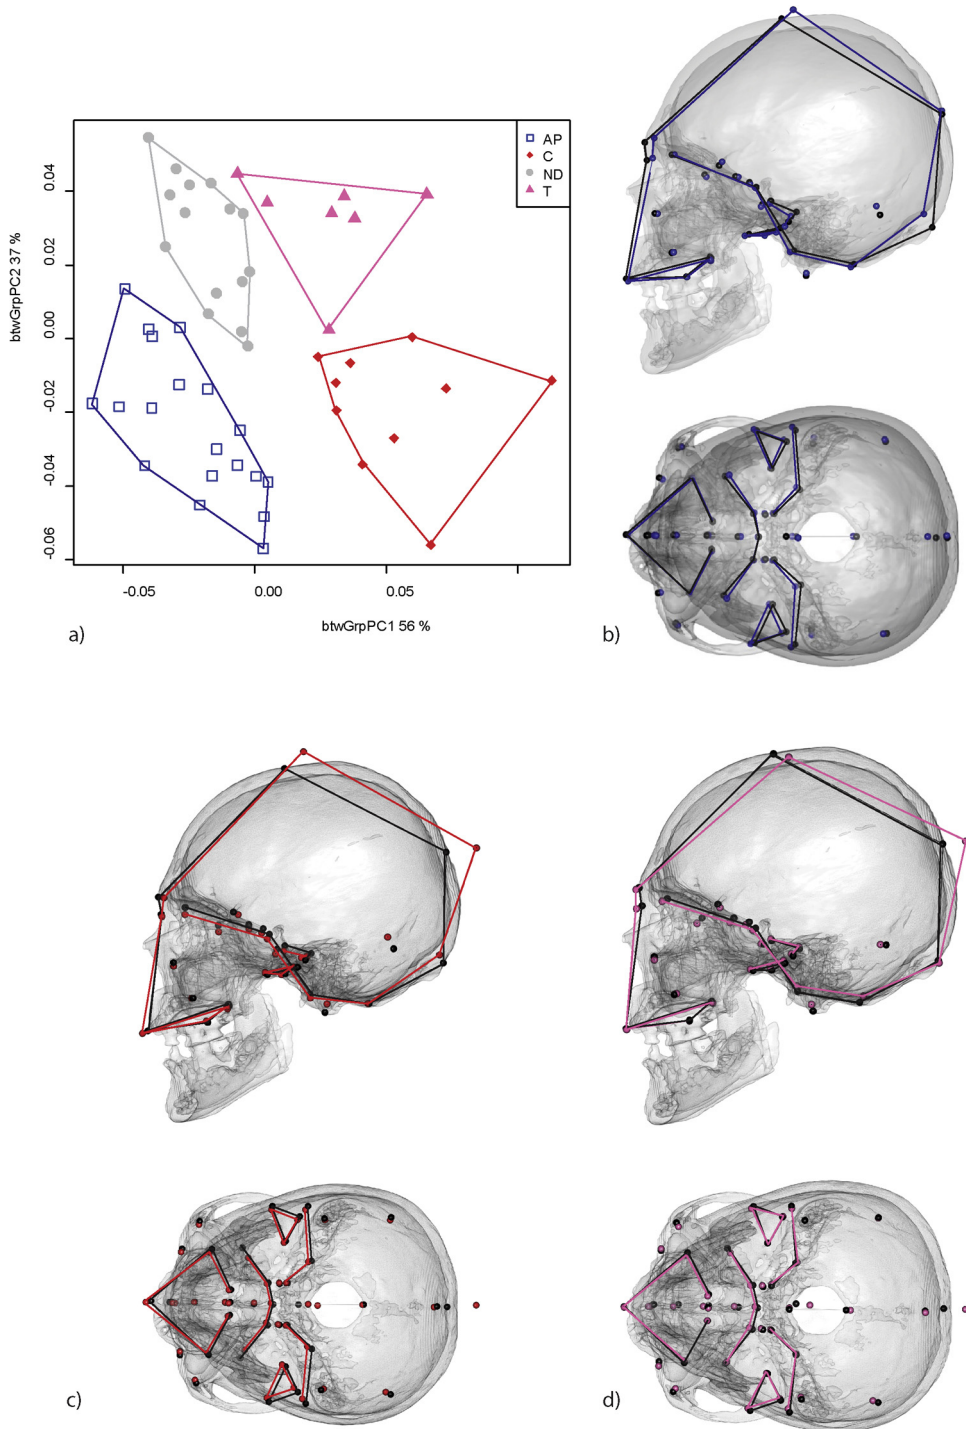 AP
C
ND
T
0.04
0.02
0.00
-0.02
-0.04
-0.06
btwGrpPC2 37 %
-0.05
0.00
0.05
btwGrpPC1 56 %
a)
b)
c)
d)